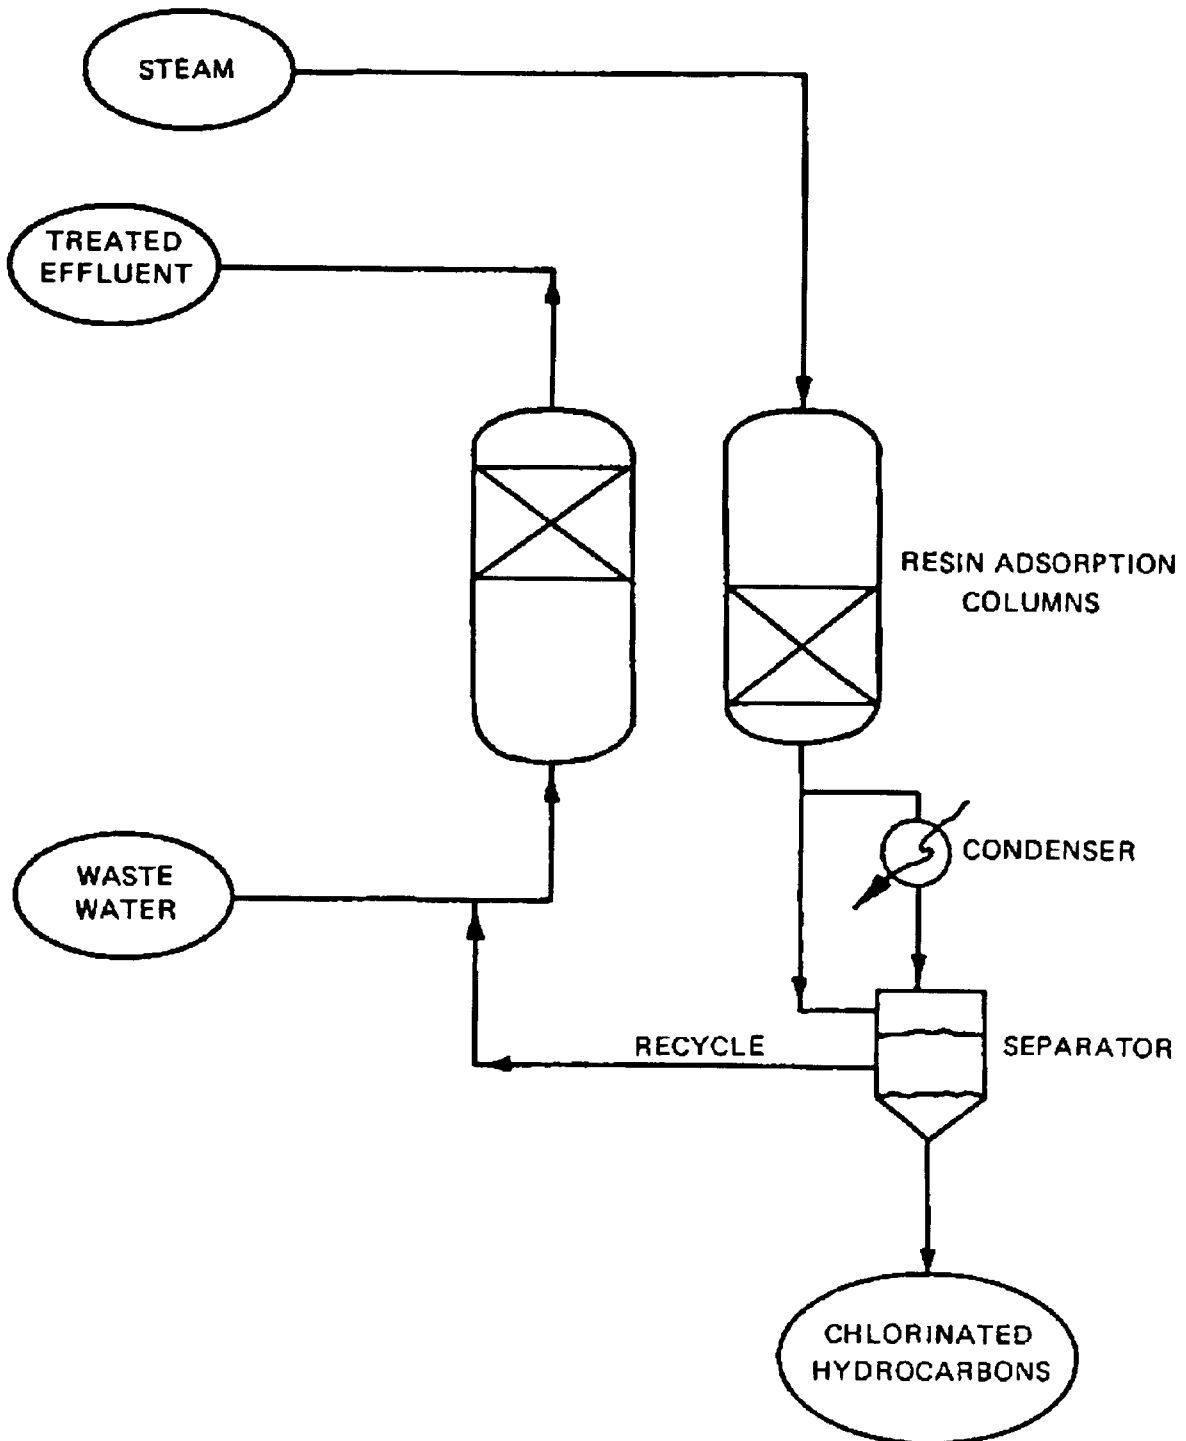 STEAM
TREATED
EFFLUENT
RESIN ADSORPTION
COLUMNS
WASTE
WATER
CONDENSER
RECYCLE
SEPARATOR
CHLORINATED
HYDROCARBONS